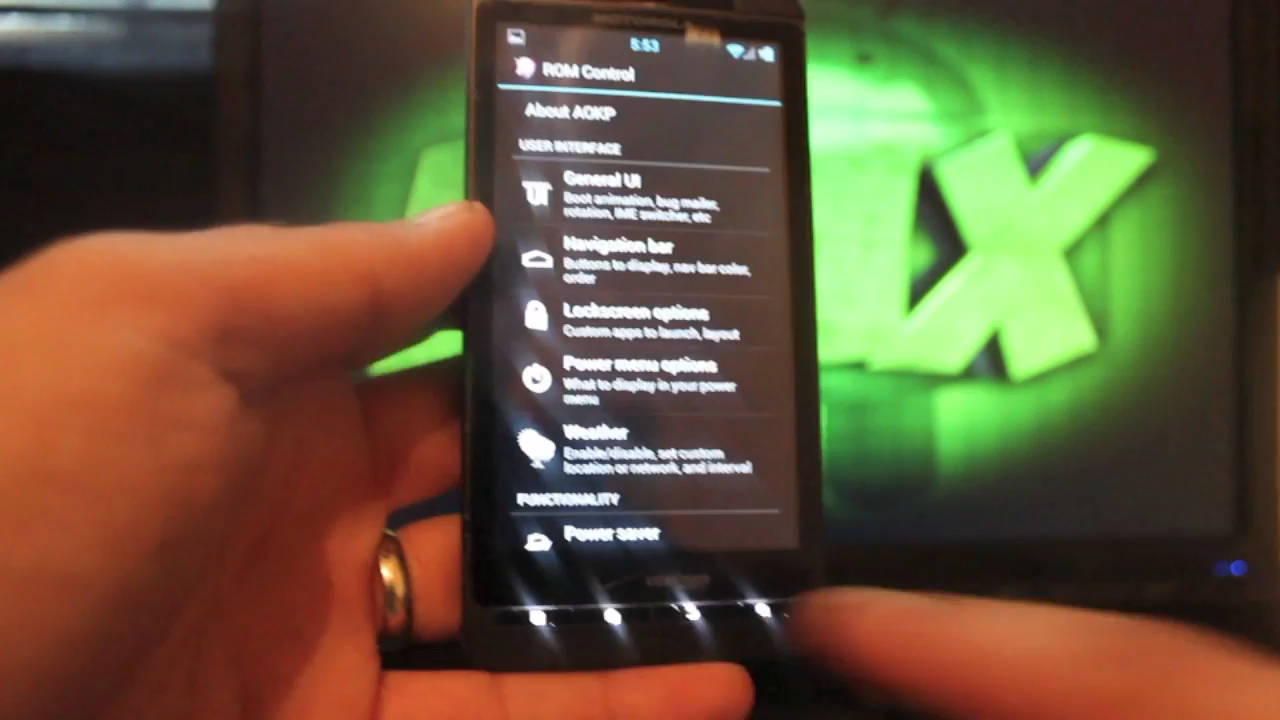 MOTOROLA
5:53
ROM Control
About AOKP
USER INTERFACE
General UI
Boot animation, bug mailer,
rotation, IME switcher, etc
Navigation bar
Buttons to display, nav bar color,
order
Lockscreen options
Custom apps to launch, layout
Power menu options
What to display in your power
menu
Weather
Enable/disable, set custom
location or network, and interval
FUNCTIONALITY
Power saver
X